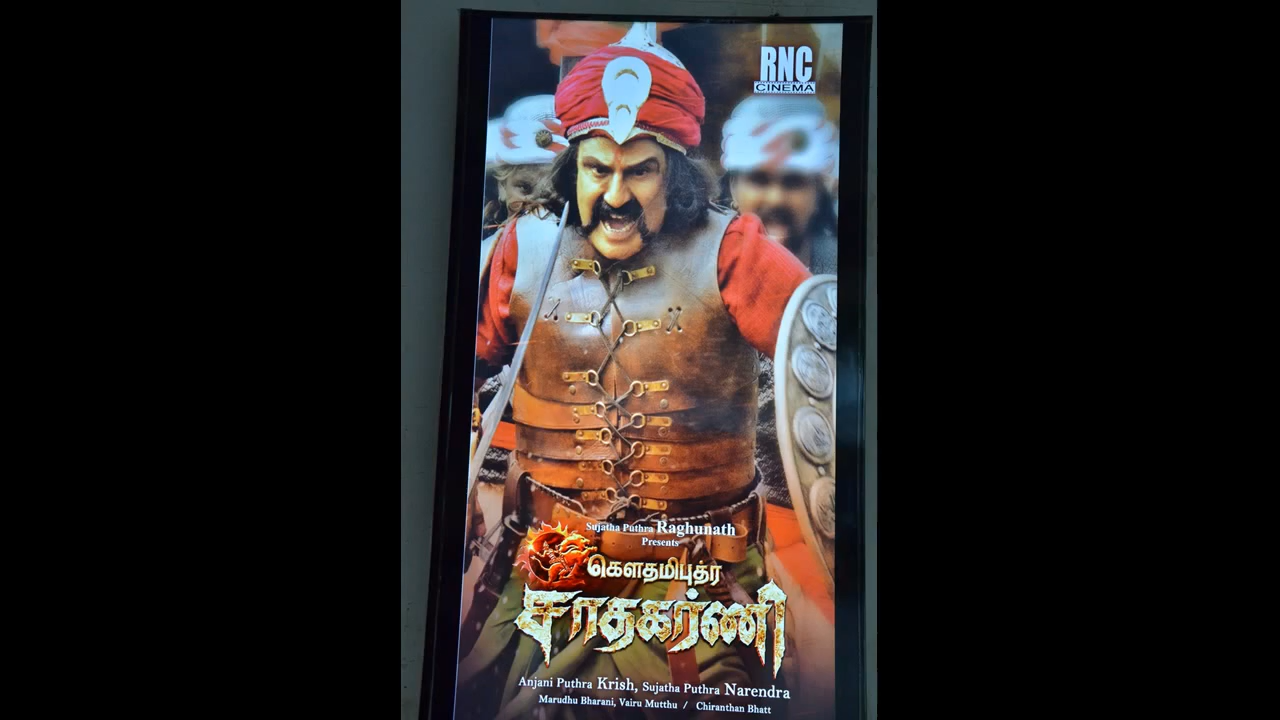 RNC
CINEMA
Sujatha Puthra Raghunath
Presents
கௌதமிபுத்ர
சாதகர்ணி
Anjani Puthra Krish, Sujatha Puthra Narendra
Marudhu Bharani, Vairu Mutthu / Chiranthan Bhatt